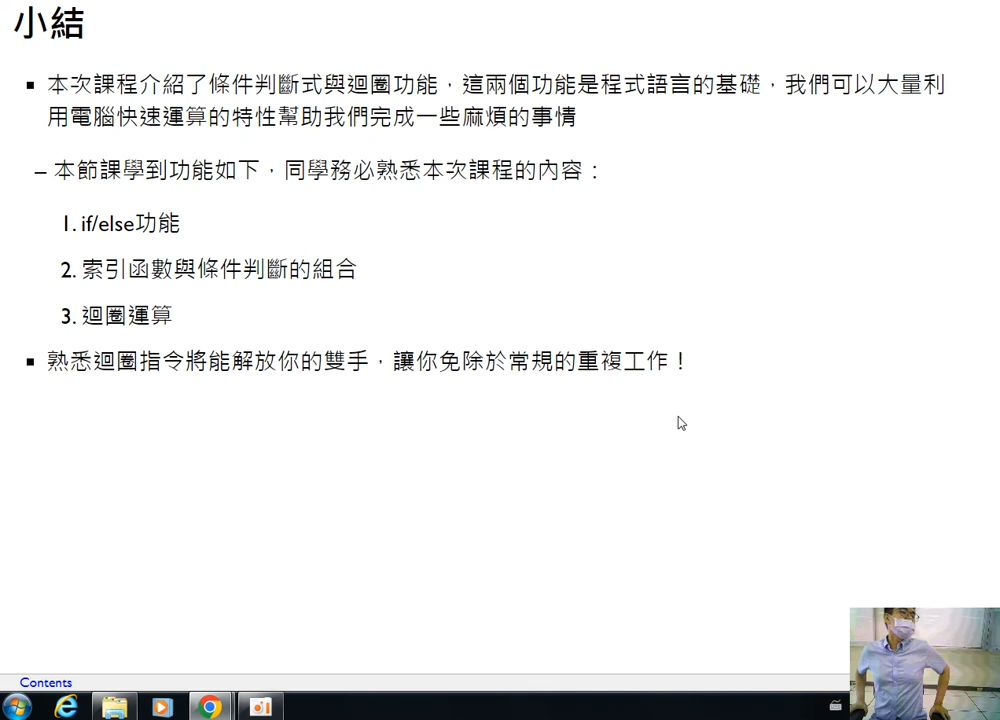 小結
▪ 本次課程介紹了條件判斷式與迴圈功能，這兩個功能是程式語言的基礎，我們可以大量利
用電腦快速運算的特性幫助我們完成一些麻煩的事情
– 本節課學到功能如下，同學務必熟悉本次課程的內容：
1. if/else功能
2. 索引函數與條件判斷的組合
3. 迴圈運算
▪ 熟悉迴圈指令將能解放你的雙手，讓你免除於常規的重複工作！
Contents